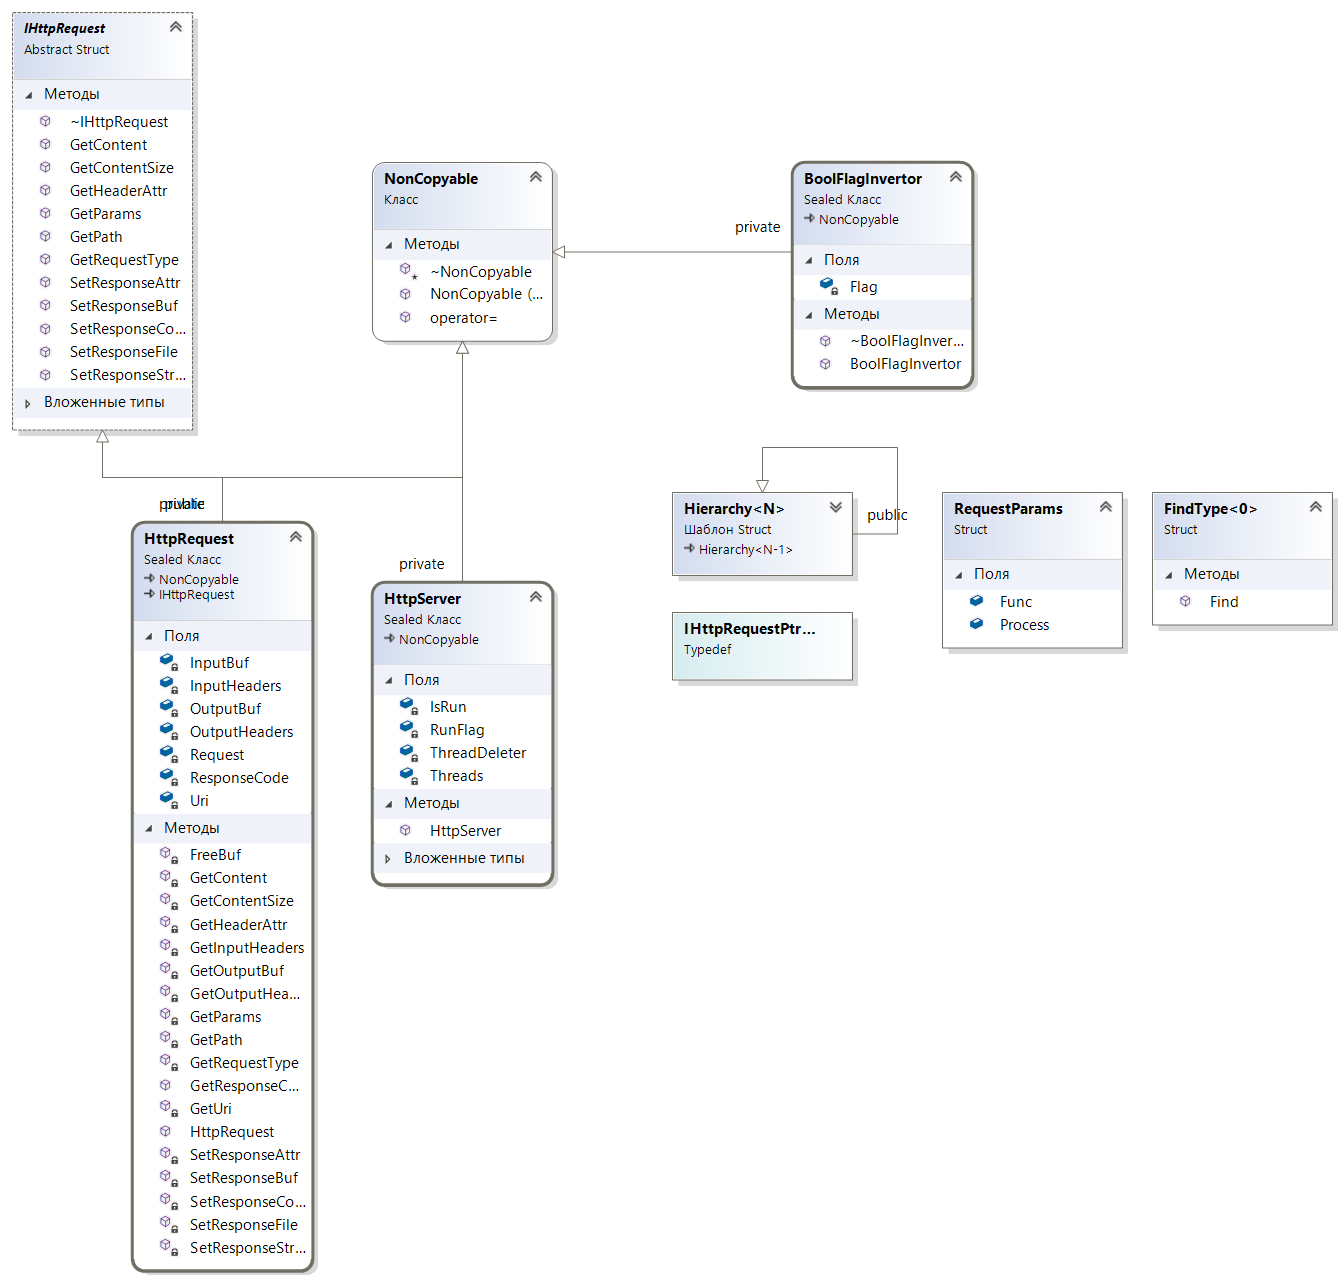 IHttpRequest
Abstract Struct
Методы
~IHttpRequest
GetContent
GetContentSize
GetHeaderAttr
GetParams
GetPath
GetRequestType
SetResponseAttr
SetResponseBuf
SetResponseCo...
SetResponseFile
SetResponseStr...
Вложенные типы
NonCopyable
Класс
Методы
~NonCopyable
NonCopyable (...
operator=
private
BoolFlagInvertor
Sealed Класс
NonCopyable
Поля
Flag
Методы
~BoolFlagInver...
BoolFlagInvertor
private
public
HttpRequest
Sealed Класс
NonCopyable
IHttpRequest
Поля
InputBuf
InputHeaders
OutputBuf
OutputHeaders
Request
ResponseCode
Uri
Методы
FreeBuf
GetContent
GetContentSize
GetHeaderAttr
GetInputHeaders
GetOutputBuf
GetOutputHea...
GetParams
GetPath
GetRequestType
GetResponseC...
GetUri
HttpRequest
SetResponseAttr
SetResponseBuf
SetResponseCo...
SetResponseFile
SetResponseStr...
private
HttpServer
Sealed Класс
NonCopyable
Поля
IsRun
RunFlag
ThreadDeleter
Threads
Методы
HttpServer
Вложенные типы
Hierarchy<N>
Шаблон Struct
Hierarchy<N-1>
public
IHttpRequestPtr...
Typedef
RequestParams
Struct
Поля
Func
Process
FindType<0>
Struct
Методы
Find